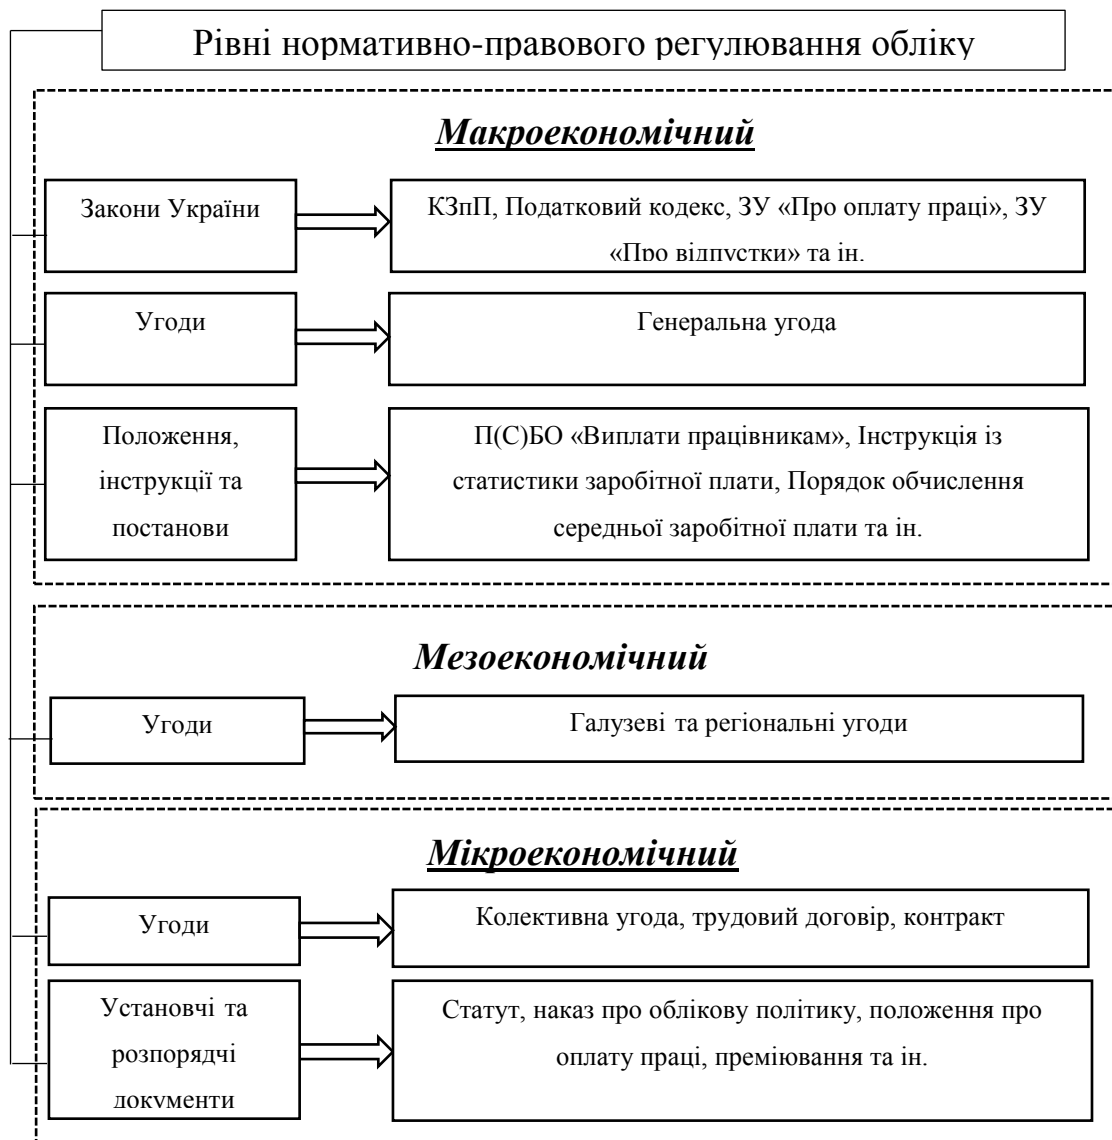 Рівні нормативно-правового регулювання обліку
Макроекономічний
Закони України
КЗпП, Податковий кодекс, ЗУ «Про оплату праці», ЗУ
«Про відпустки» та ін.
Угоди
Генеральна угода
Положення,
інструкції та
постанови
П(С)БО «Виплати працівникам», Інструкція із
статистики заробітної плати, Порядок обчислення
середньої заробітної плати та ін.
Мезоекономічний
Угоди
Галузеві та регіональні угоди
Мікроекономічний
Угоди
Колективна угода, трудовий договір, контракт
Установчі та
розпорядчі
документи
Статут, наказ про облікову політику, положення про
оплату праці, преміювання та ін.